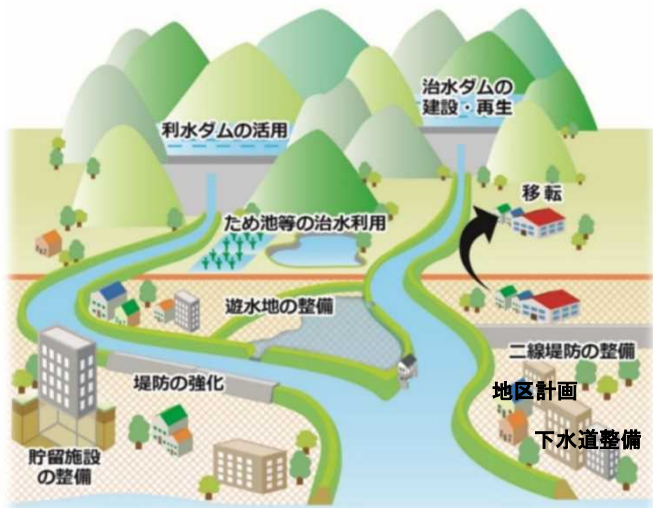 治水ダムの
建設・再生
利水ダムの活用
移転
ため池等の治水利用
遊水地の整備
二線堤防の整備
堤防の強化
地区計画
下水道整備
貯留施設
の整備